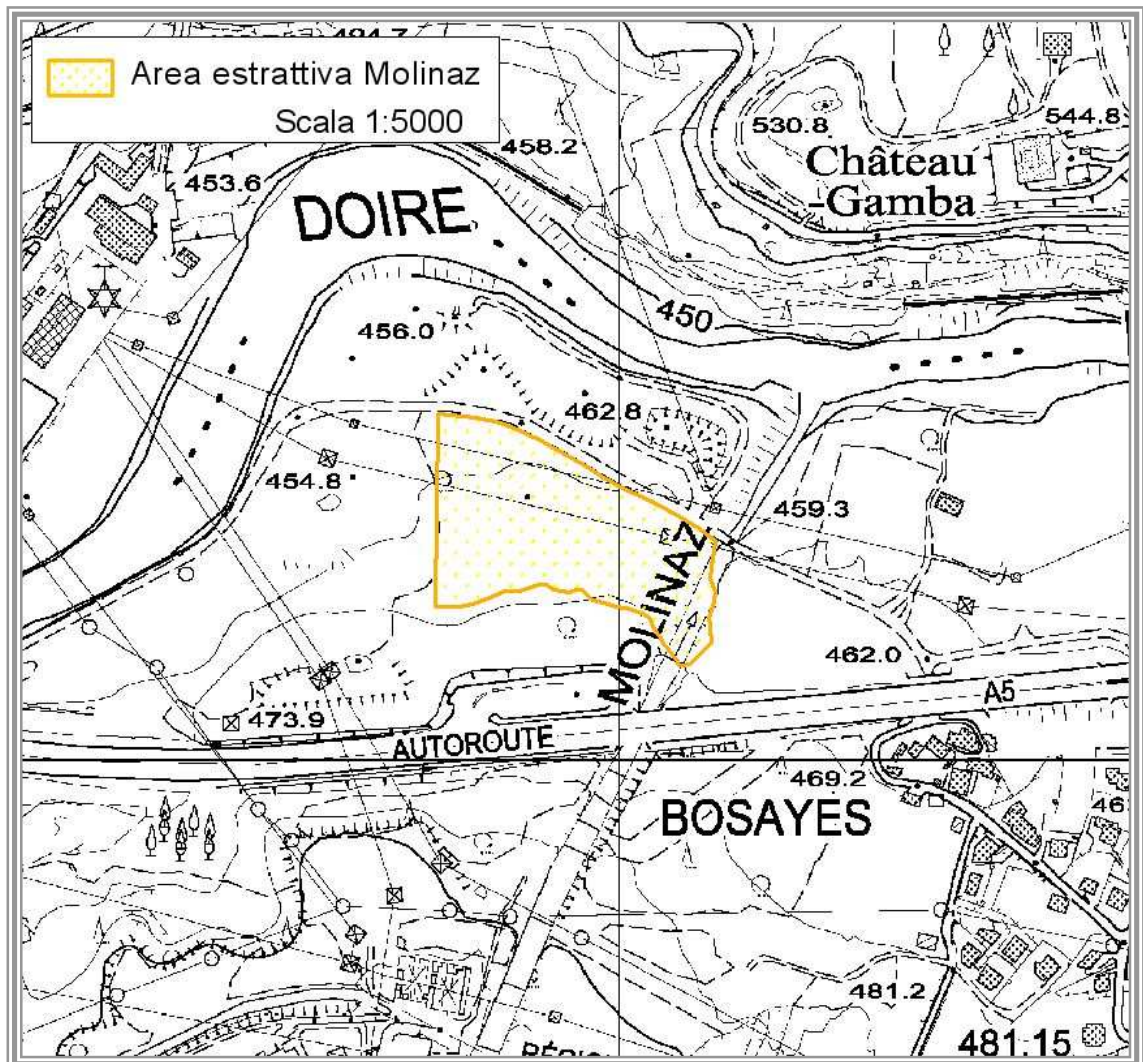 Area estrattiva Molinaz
Scala 1:5000
458.2
530.8
544.8
Château
-Gamba
453.6
DOIRE
450
456.0
462.8
454.8
459.3
MOLINAZ
462.0
A5
473.9
AUTOROUTE
469.2
BOSAYES
481.2
481.15